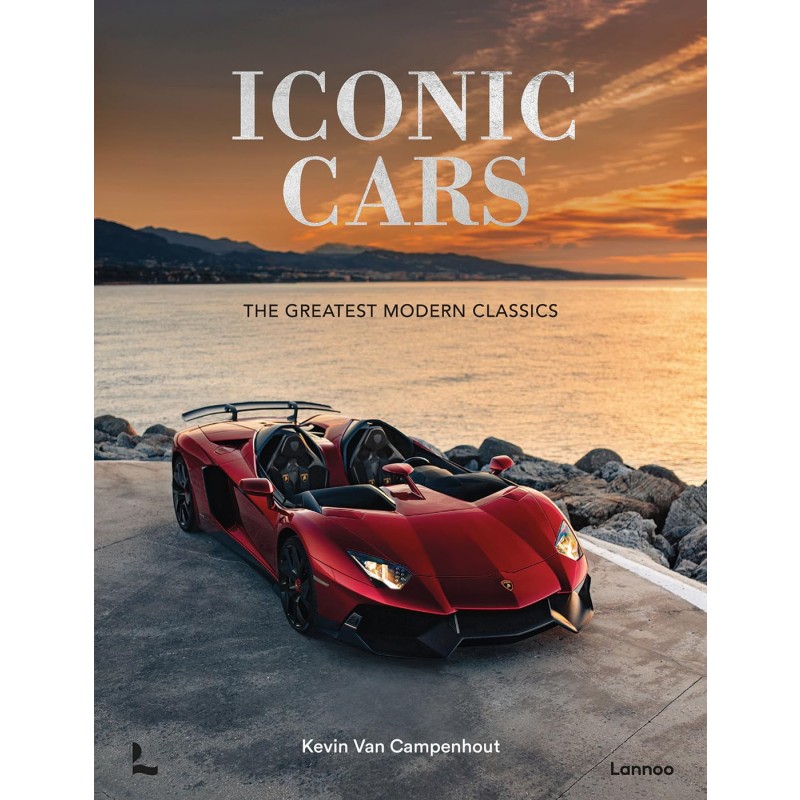 ICONIC
CARS
THE GREATEST MODERN CLASSICS
Kevin Van Campenhout
L
Lannoo